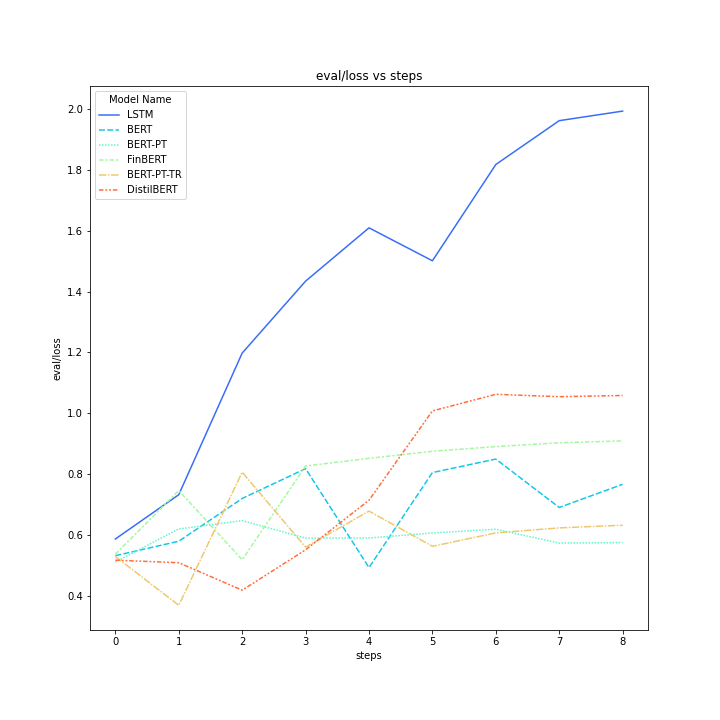 eval/loss vs steps
Model Name
LSTM
BERT
BERT-PT
FinBERT
BERT-PT-TR
DistilBERT
2.0
1.8
1.6
1.4
1.2
1.0
0.8
0.6
0.4
eval/loss
0 1 2 3 4 5 6 7 8
steps